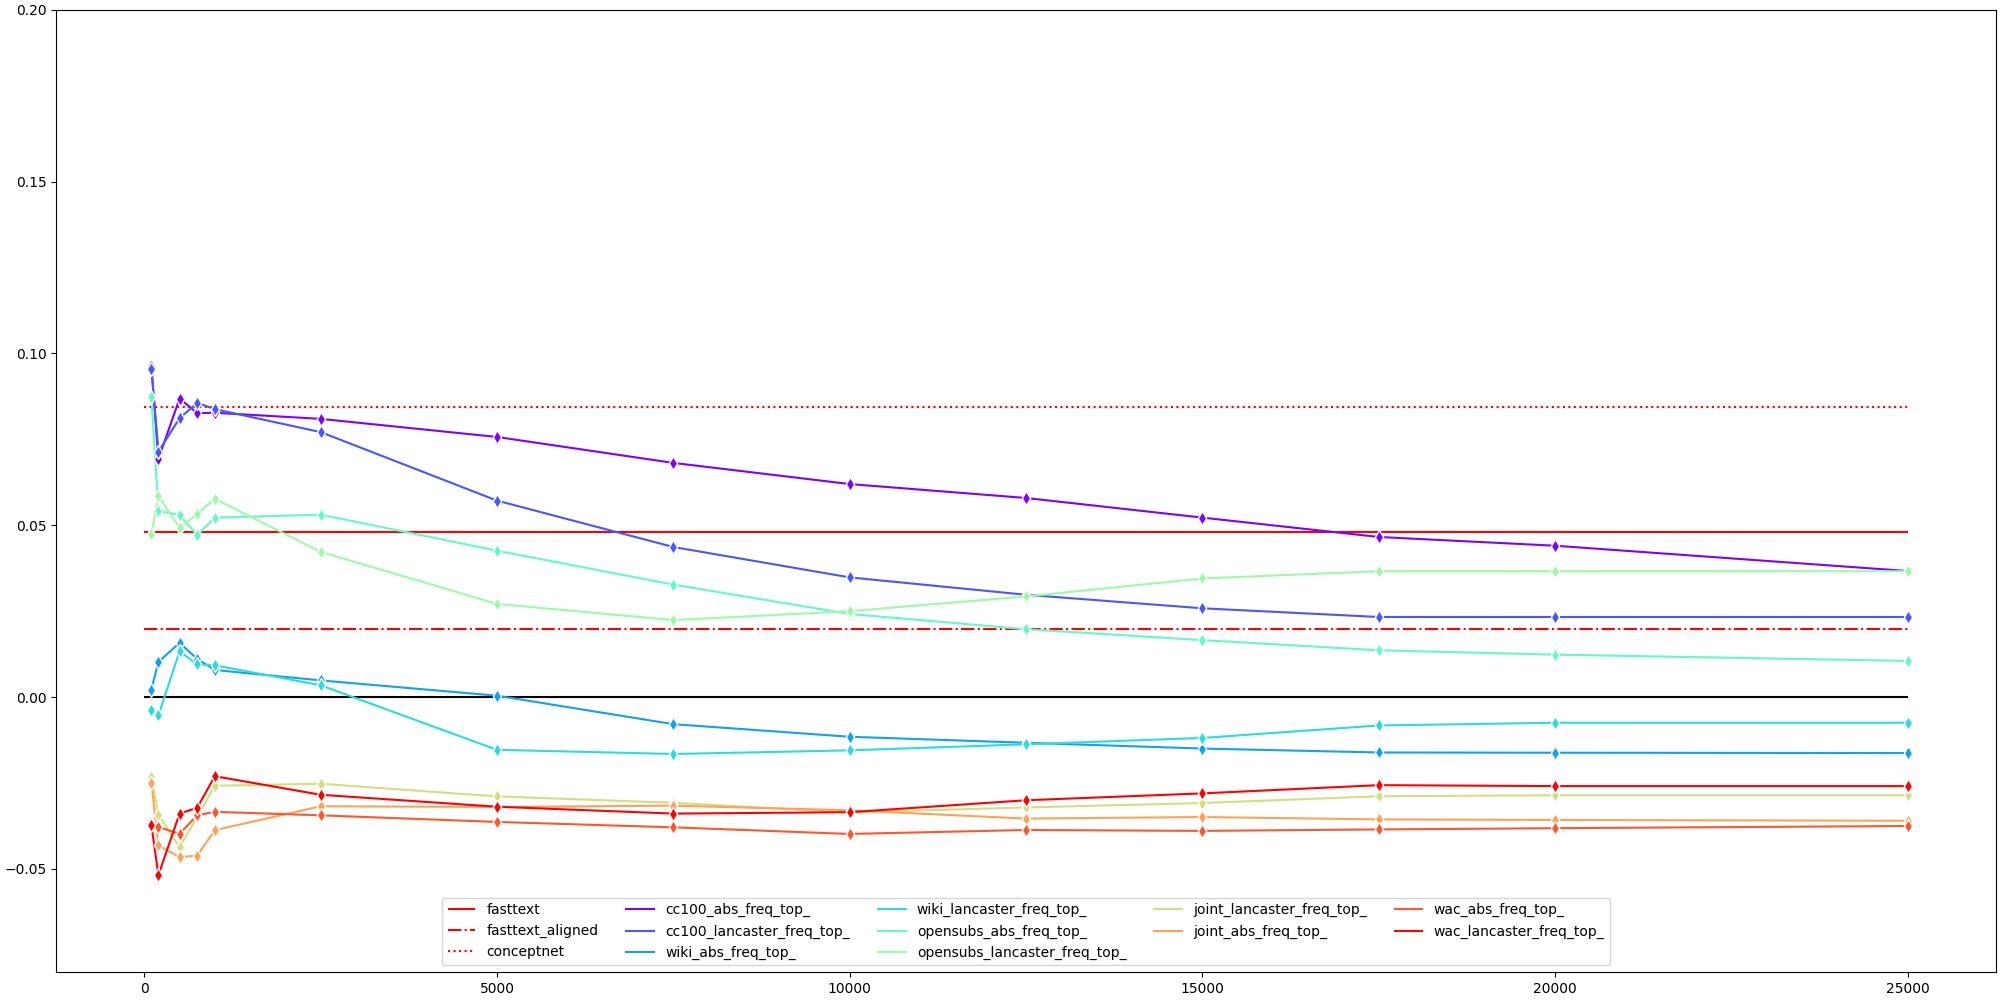 0.20
0.15
0.10
0.05
0.00
−0.05
fasttext
fasttext_aligned
conceptnet
cc100_abs_freq_top_
cc100_lancaster_freq_top_
wiki_abs_freq_top_
wiki_lancaster_freq_top_
opensubs_abs_freq_top_
opensubs_lancaster_freq_top_
joint_lancaster_freq_top_
joint_abs_freq_top_
wac_abs_freq_top_
wac_lancaster_freq_top_
0 5000 10000 15000 20000 25000